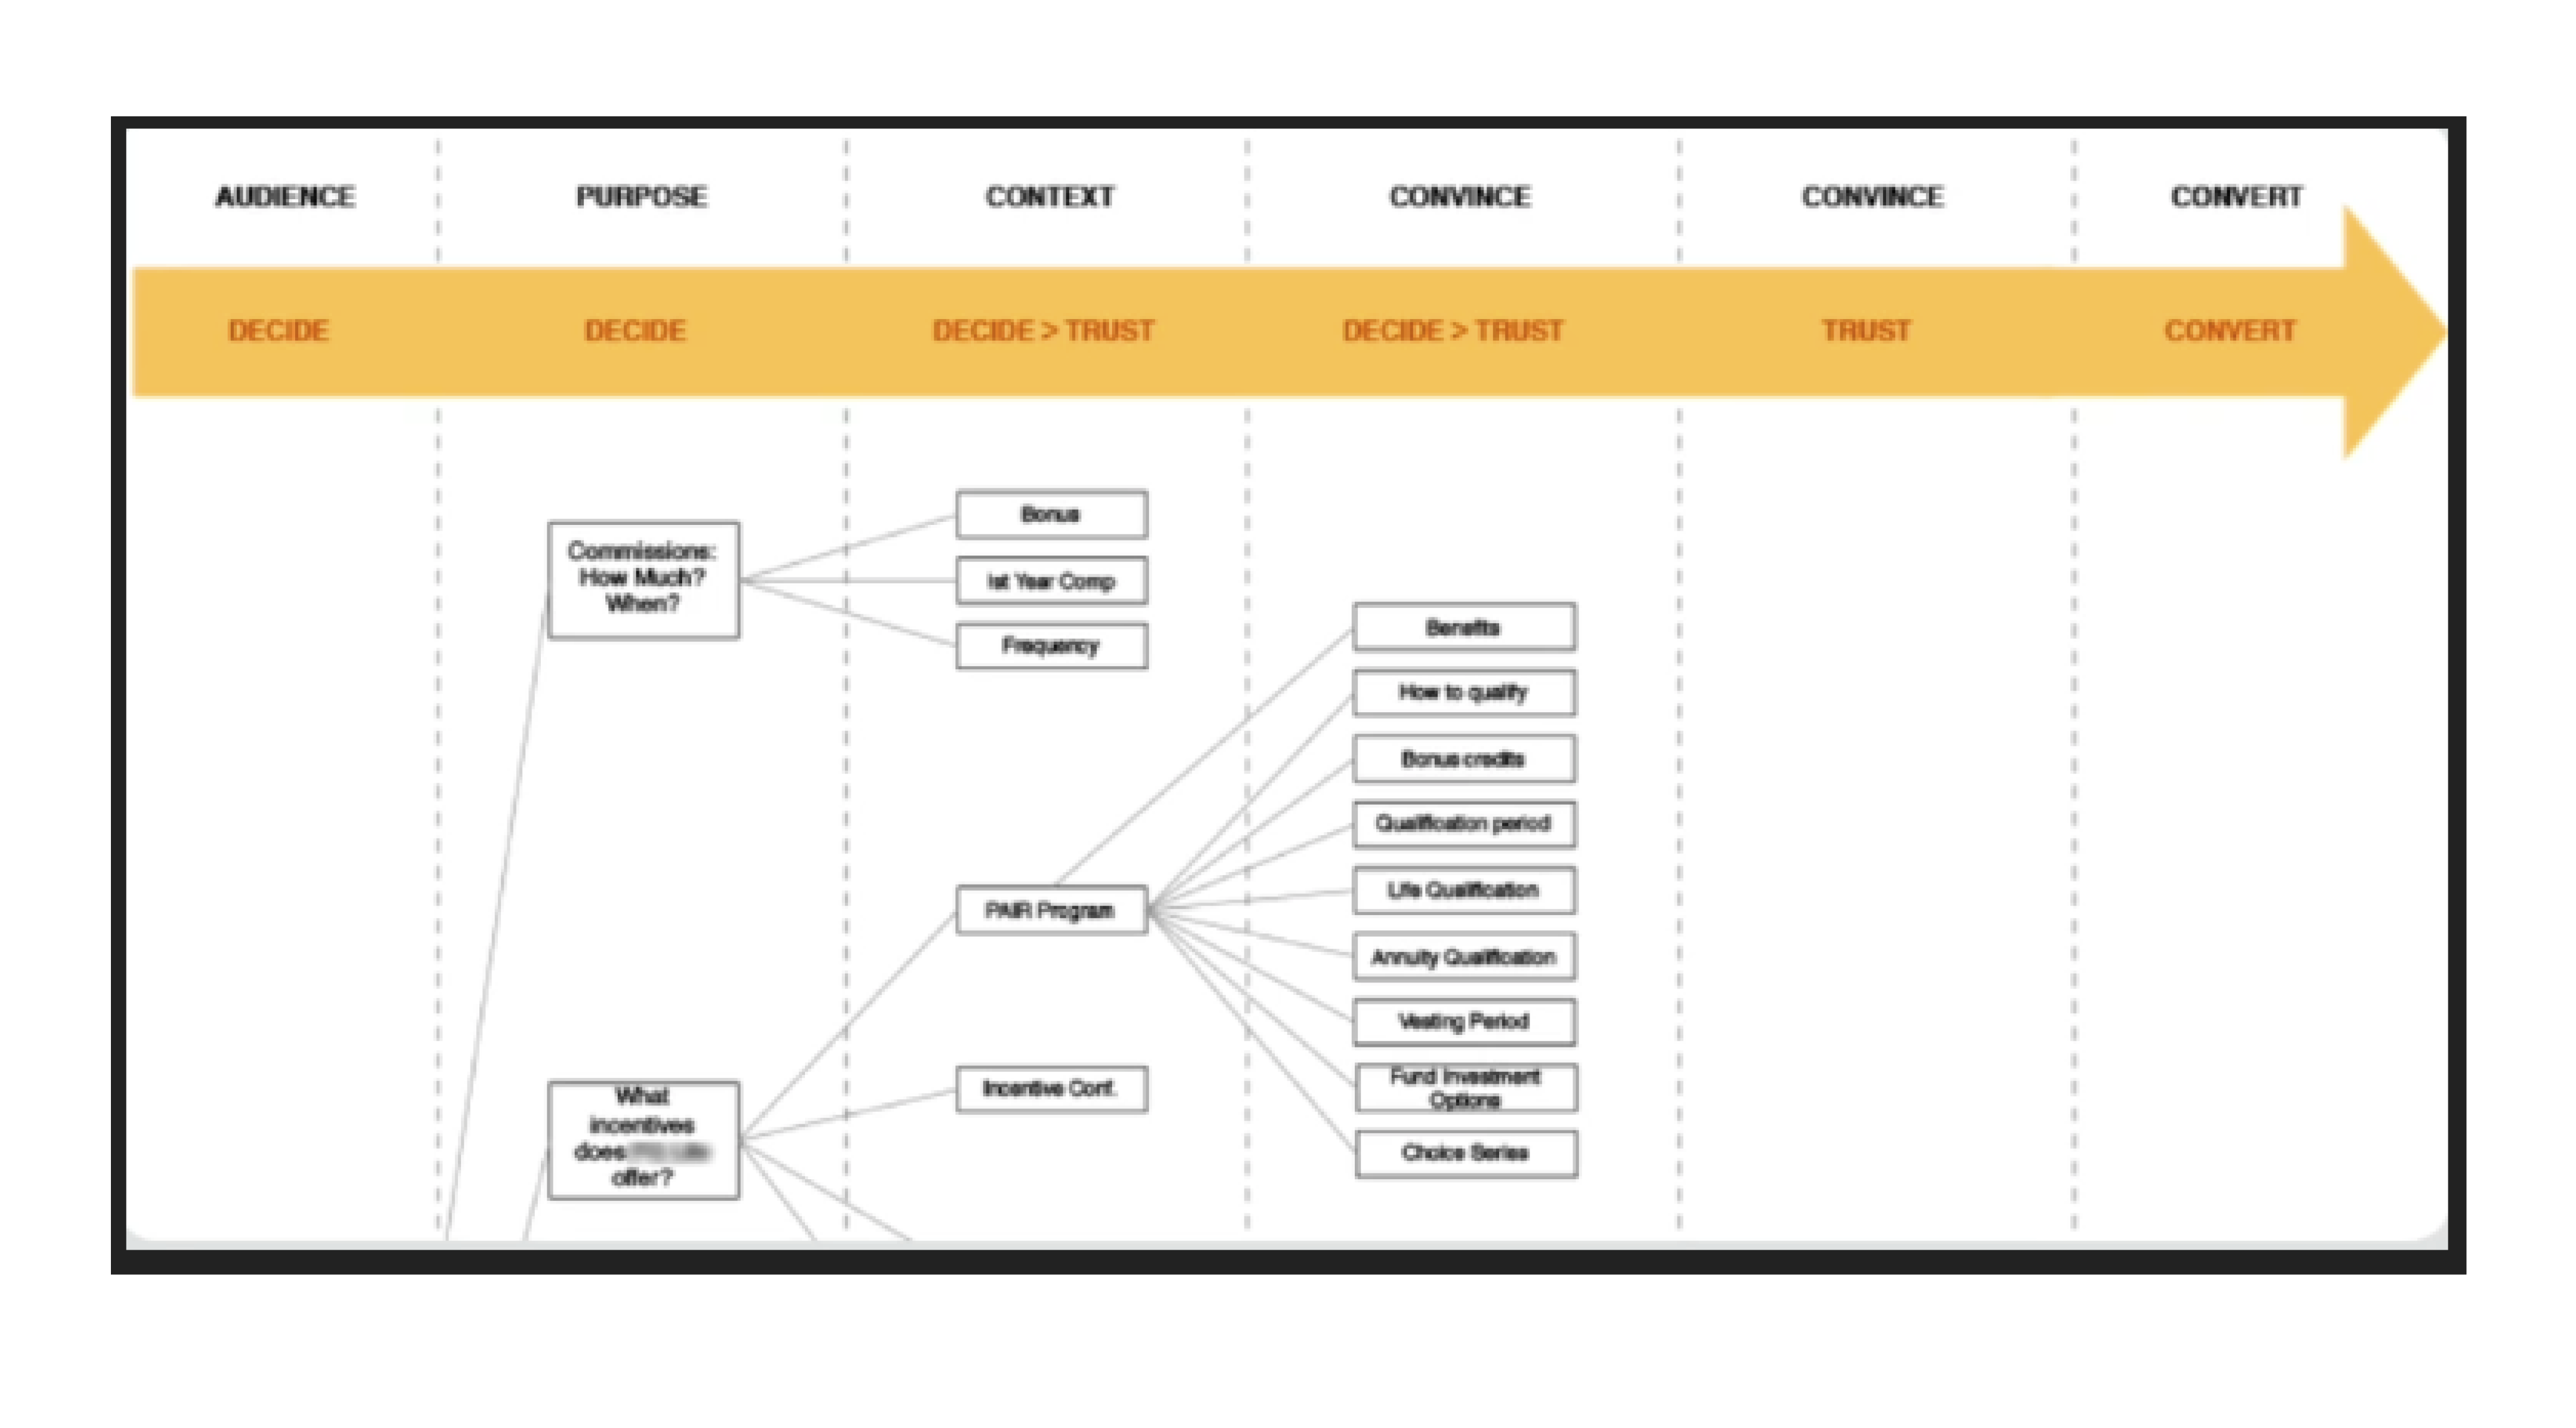 AUDIENCE
PURPOSE
CONTEXT
CONVINCE
CONVINCE
CONVERT
DECIDE
DECIDE
DECIDE > TRUST
DECIDE > TRUST
TRUST
CONVERT
Commissions:
How Much?
When?
Bonus
1st Year Comp
Frequency
Benefits
How to qualify
Bonus credits
Qualification period
Life Qualification
Annuity Qualification
Vesting Period
Fund Investment
Options
Choice Series
PAIR Program
Incentive Conf.
What
incentives
does
offer?